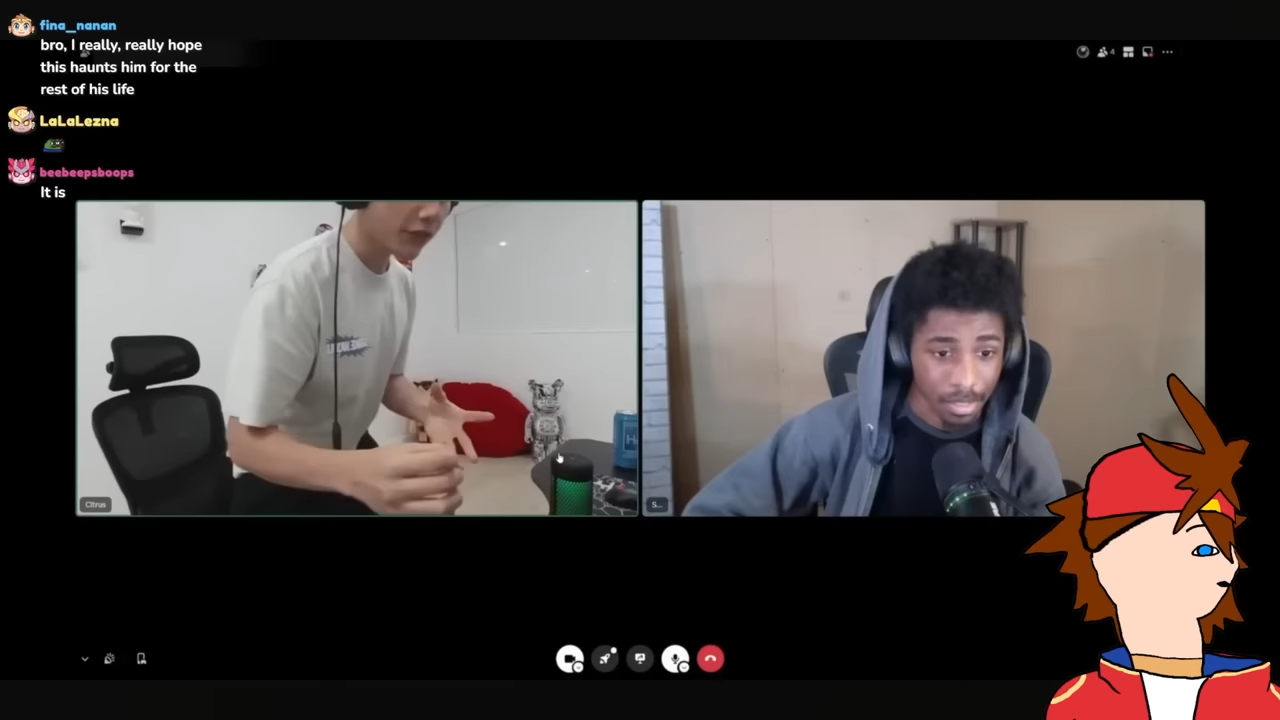 fina_nanan
bro, I really, really hope
this haunts him for the
rest of his life
LaLaLezna
beebeepsboops
It is
4
Citrus
S...